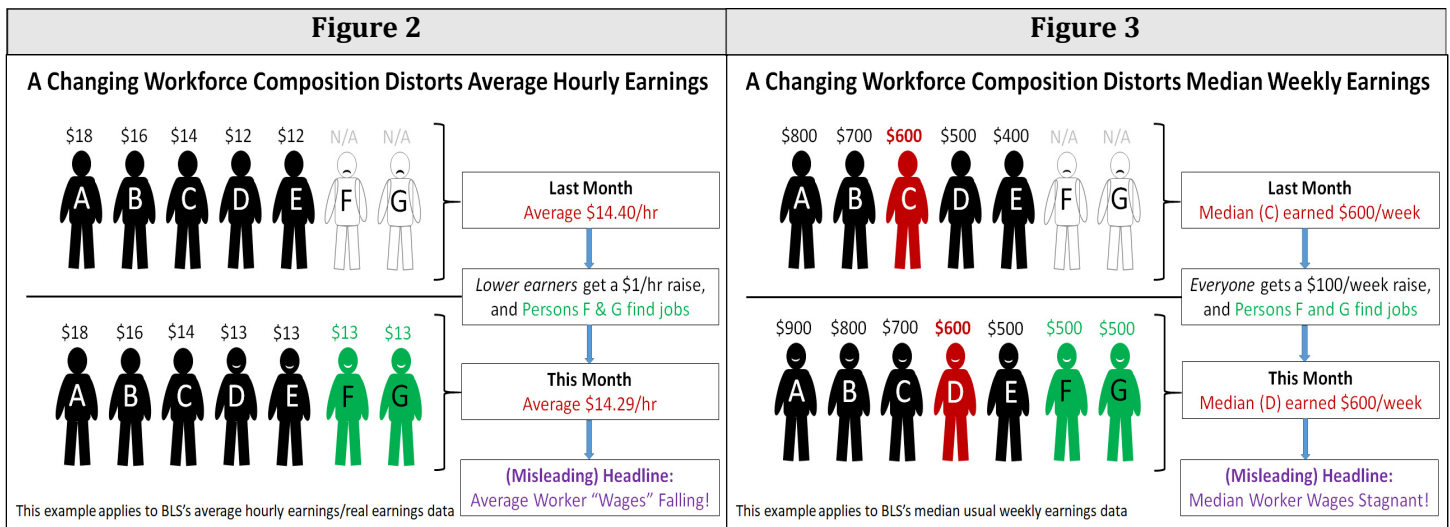 Figure 2
A Changing Workforce Composition Distorts Average Hourly Earnings
$18 $16 $14 $12 $12 N/A N/A
A B C D E F G
Last Month
Average $14.40/hr
Lower earners get a $1/hr raise,
and Persons F & G find jobs
$18 $16 $14 $13 $13 $13 $13
A B C D E F G
This Month
Average $14.29/hr
(Misleading) Headline:
Average Worker “Wages” Falling!
This example applies to BLS’s average hourly earnings/real earnings data
Figure 3
A Changing Workforce Composition Distorts Median Weekly Earnings
$800 $700 $600 $500 $400 N/A N/A
A B C D E F G
Last Month
Median (C) earned $600/week
Everyone gets a $100/week raise,
and Persons F and G find jobs
$900 $800 $700 $600 $500 $500 $500
A B C D E F G
This Month
Median (D) earned $600/week
(Misleading) Headline:
Median Worker Wages Stagnant!
This example applies to BLS’s median usual weekly earnings data